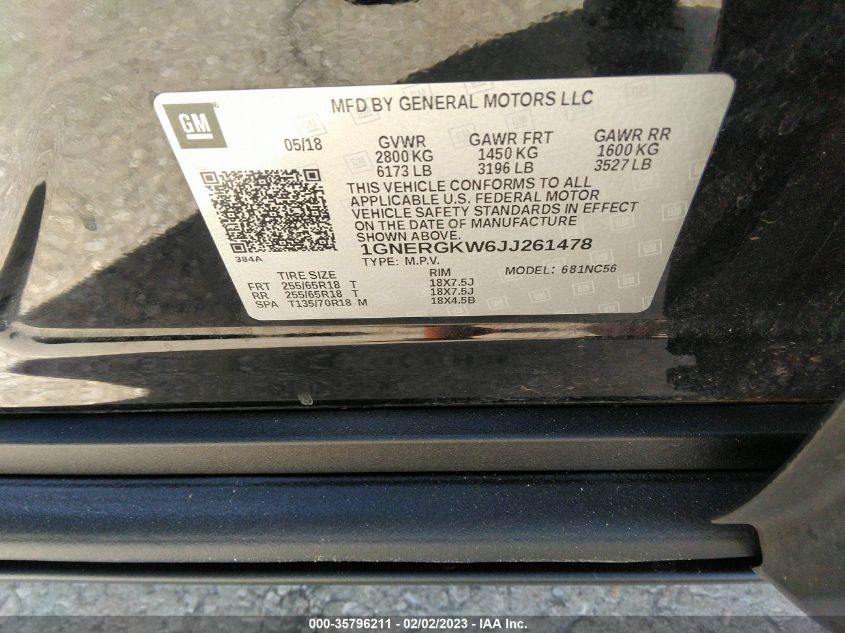 GM
MFD BY GENERAL MOTORS LLC
05/18 GVWR GAWR FRT GAWR RR
2800 KG 1450 KG 1600 KG
6173 LB 3196 LB 3527 LB
THIS VEHICLE CONFORMS TO ALL
APPLICABLE U.S. FEDERAL MOTOR
VEHICLE SAFETY STANDARDS IN EFFECT
ON THE DATE OF MANUFACTURE
SHOWN ABOVE.
384A 1GNERGKW6JJ261478
TYPE: M.P.V. MODEL: 681NC56
TIRE SIZE RIM
FRT 255/65R18 T 18X7.5J
RR 255/65R18 T 18X7.5J
SPA T135/70R18 M 18X4.5B
000-35796211 - 02/02/2023 - © IAA Inc.